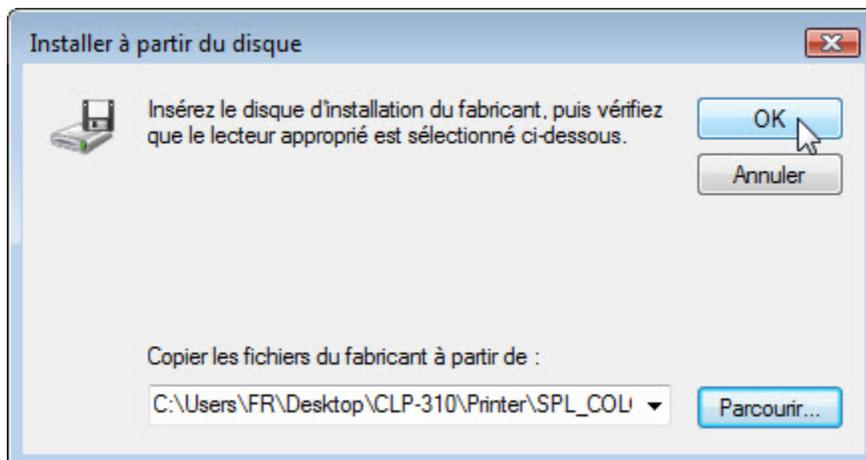 Installer à partir du disque
Insérez le disque d'installation du fabricant, puis vérifiez
que le lecteur approprié est sélectionné ci-dessous.
OK
Annuler
Copier les fichiers du fabricant à partir de :
C:\Users\FR\Desktop\CLP-310\Printer\SPL_COL
Parcourir...